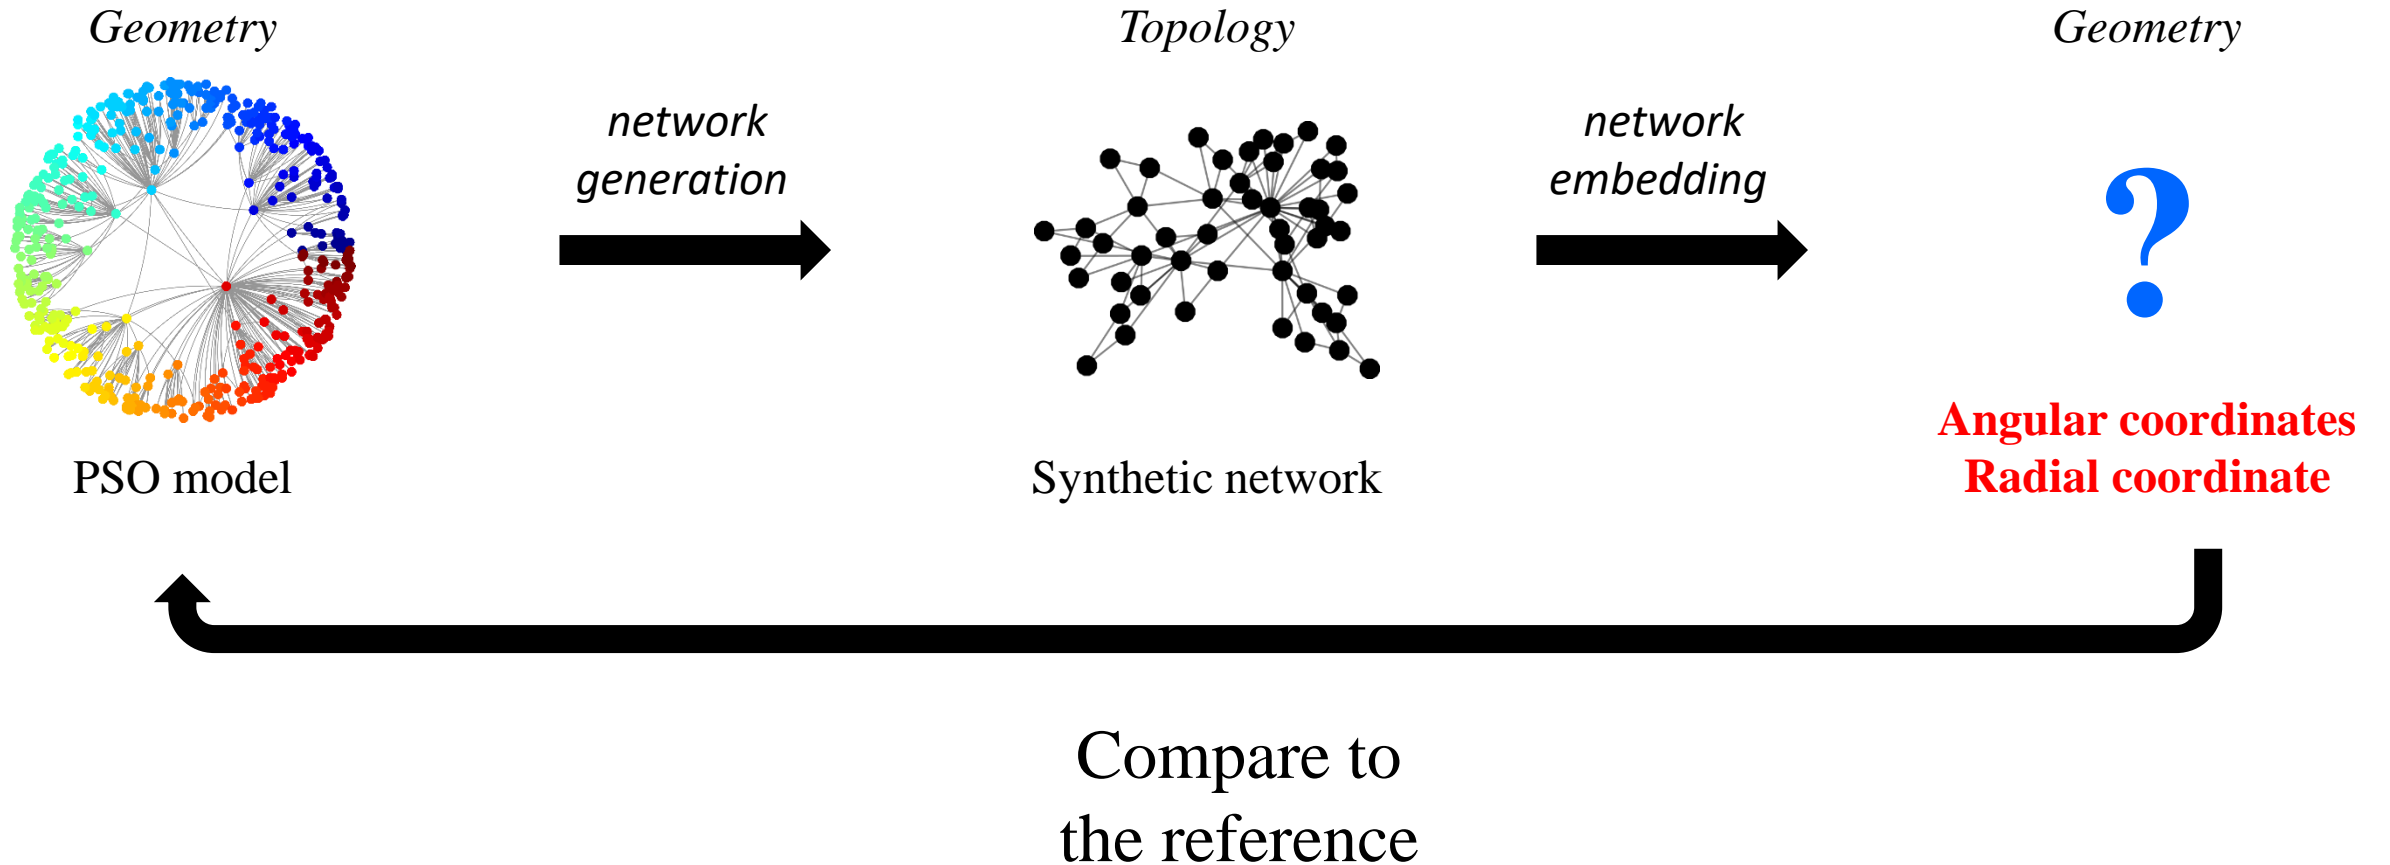 Geometry
Topology
Geometry
network
generation
network
embedding
?
Angular coordinates
Radial coordinate
PSO model
Synthetic network
Compare to
the reference